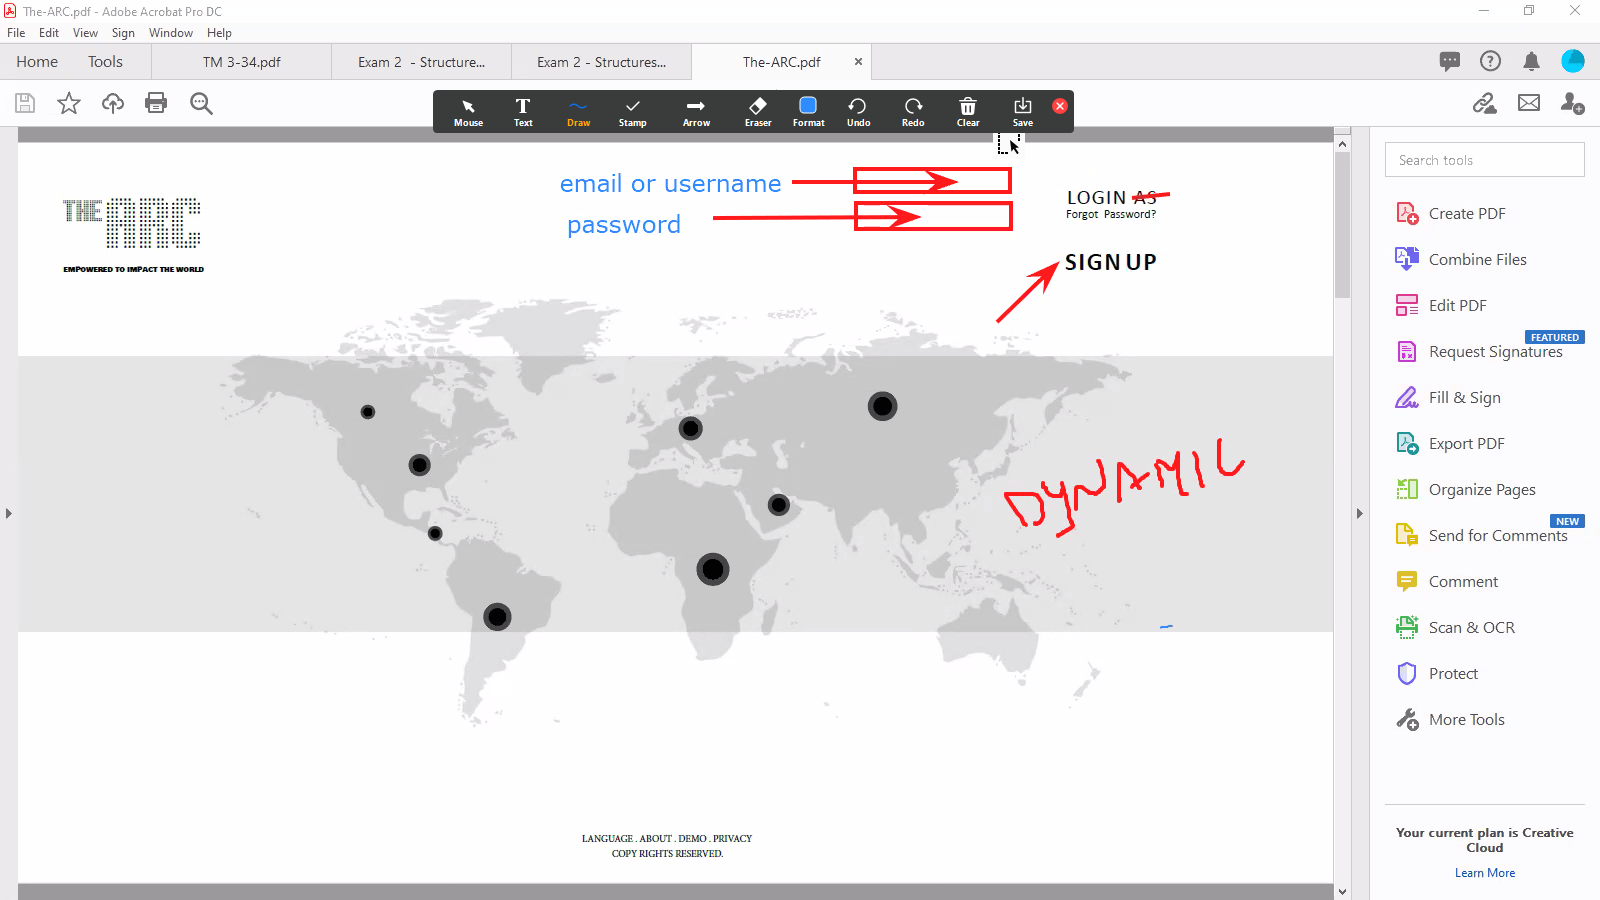 The-ARC.pdf - Adobe Acrobat Pro DC
File Edit View Sign Window Help
Home Tools TM 3-34.pdf Exam 2 - Structure... Exam 2 - Structures... The-ARC.pdf
Mouse Text Draw Stamp Arrow Eraser Format Undo Redo Clear Save
email or username
password
LOGIN AS
Forgot Password?
SIGN UP
THE ARC
EMPOWERED TO IMPACT THE WORLD
DYNAMIC
LANGUAGE . ABOUT . DEMO . PRIVACY
COPY RIGHTS RESERVED.
Search tools
Create PDF
Combine Files
Edit PDF
FEATURED
Request Signatures
Fill & Sign
Export PDF
Organize Pages
NEW
Send for Comments
Comment
Scan & OCR
Protect
More Tools
Your current plan is Creative
Cloud
Learn More